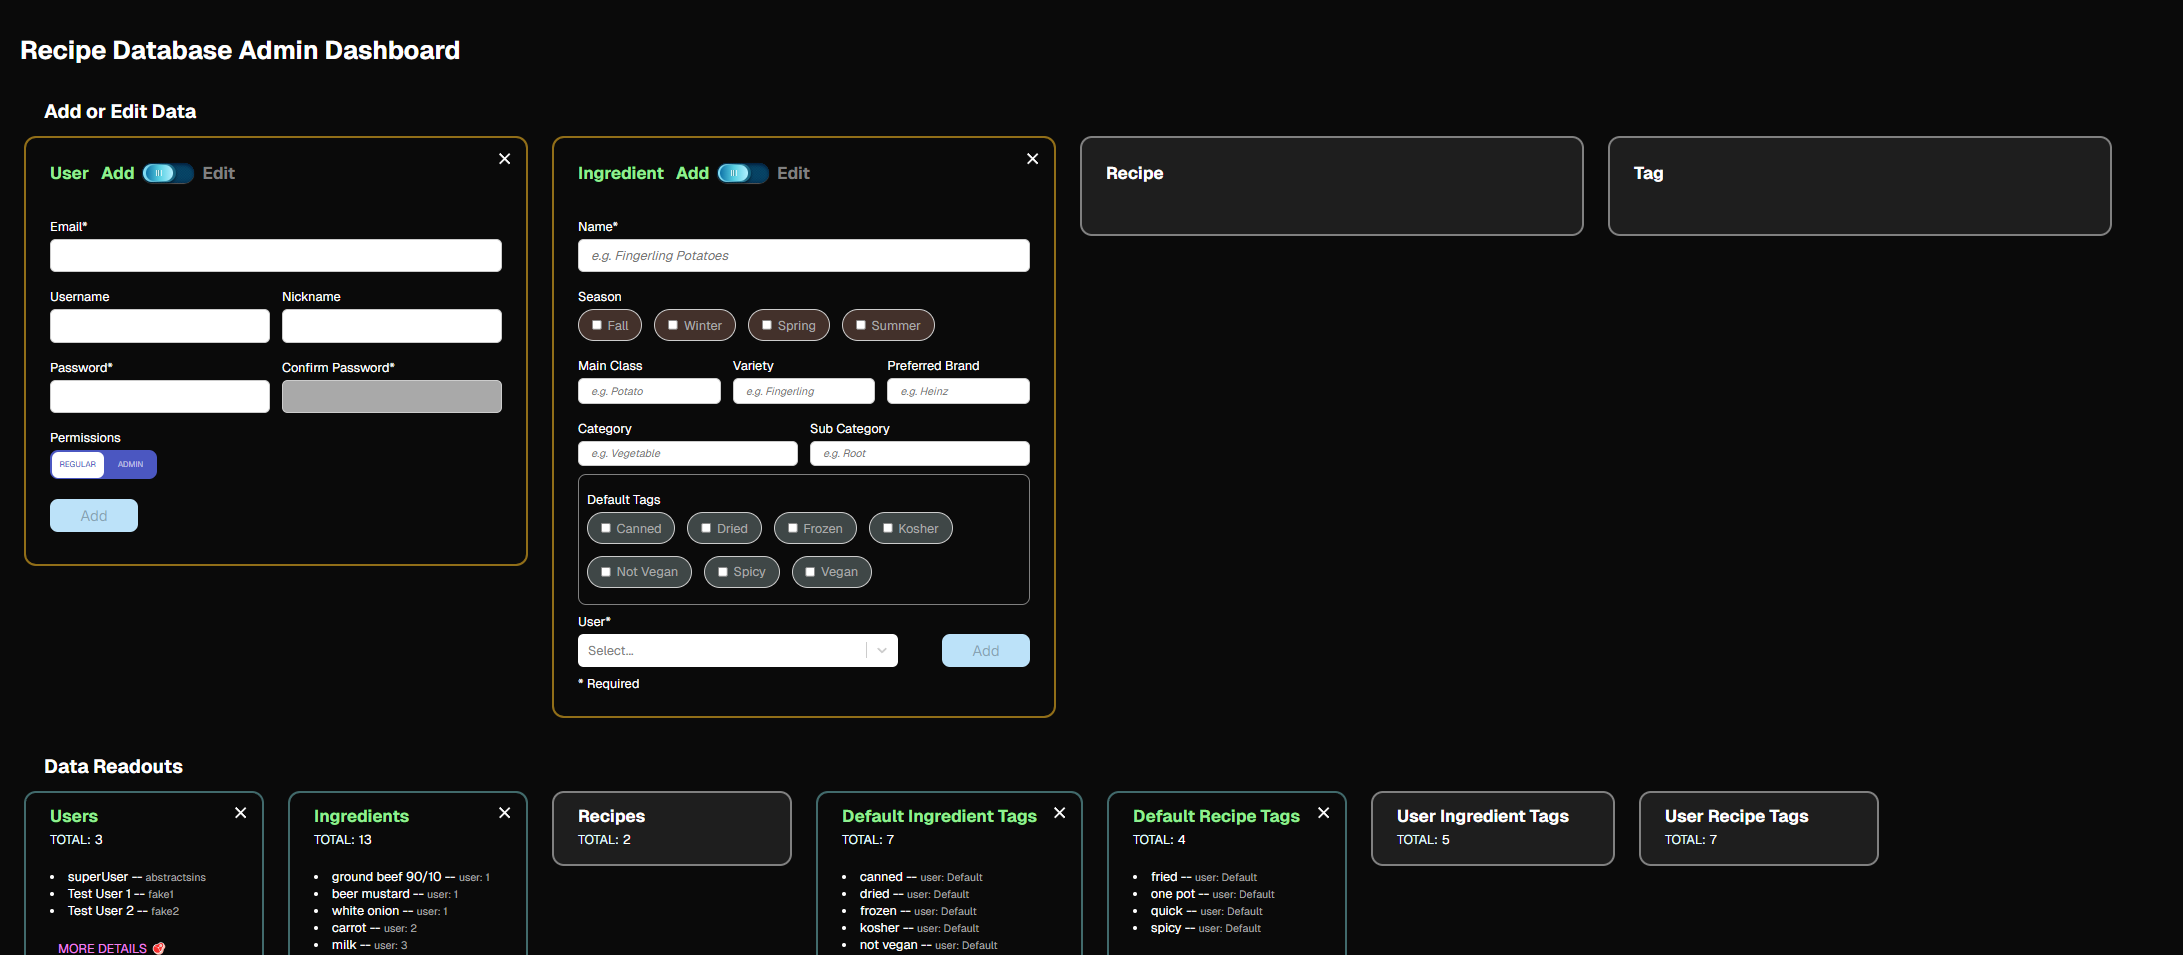 Recipe Database Admin Dashboard
Add or Edit Data
User Add Edit
Email*
Username Nickname
Password* Confirm Password*
Permissions
REGULAR ADMIN
Add
Ingredient Add Edit
Name*
e.g. Fingerling Potatoes
Season
Fall Winter Spring Summer
Main Class Variety Preferred Brand
e.g. Potato e.g. Fingerling e.g. Heinz
Category Sub Category
e.g. Vegetable e.g. Root
Default Tags
Canned Dried Frozen Kosher
Not Vegan Spicy Vegan
User*
Select... Add
* Required
Recipe
Tag
Data Readouts
Users
TOTAL: 3
superUser -- abstractsins
Test User 1 -- fake1
Test User 2 -- fake2
MORE DETAILS
Ingredients
TOTAL: 13
ground beef 90/10 -- user: 1
beer mustard -- user: 1
white onion -- user: 1
carrot -- user: 2
milk -- user: 3
Recipes
TOTAL: 2
Default Ingredient Tags
TOTAL: 7
canned -- user: Default
dried -- user: Default
frozen -- user: Default
kosher -- user: Default
not vegan -- user: Default
Default Recipe Tags
TOTAL: 4
fried -- user: Default
one pot -- user: Default
quick -- user: Default
spicy -- user: Default
User Ingredient Tags
TOTAL: 5
User Recipe Tags
TOTAL: 7